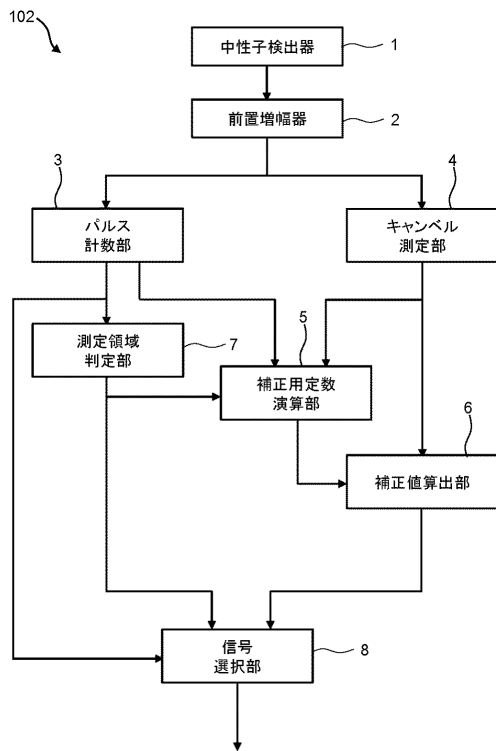 102
中性子検出器
1
前置増幅器
2
3
パルス
計数部
4
キャンベル
測定部
測定領域
判定部
7
5
補正用定数
演算部
6
補正値算出部
信号
選択部
8